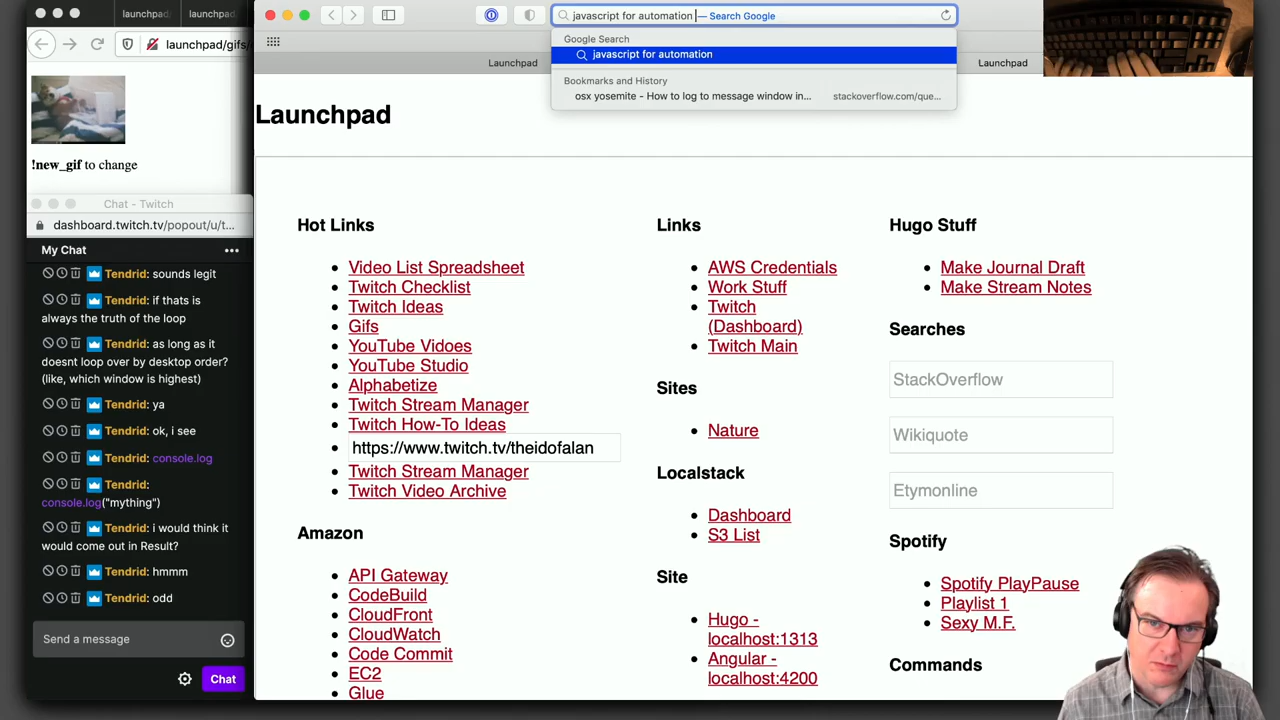 launchpad
launchpad
launchpad/gifs/
!new_gif to change
Chat - Twitch
dashboard.twitch.tv/popout/u/t...
My Chat
Tendrid: sounds legit
Tendrid: if thats is
always the truth of the loop
Tendrid: as long as it
doesnt loop over by desktop order?
(like, which window is highest)
Tendrid: ya
Tendrid: ok, i see
Tendrid: console.log
Tendrid:
console.log("mything")
Tendrid: i would think it
would come out in Result?
Tendrid: hmmm
Tendrid: odd
Send a message
Chat
javascript for automation — Search Google
Google Search
javascript for automation
Bookmarks and History
osx yosemite - How to log to message window in... stackoverflow.com/que...
Launchpad
Launchpad
Launchpad
Hot Links
Video List Spreadsheet
Twitch Checklist
Twitch Ideas
Gifs
YouTube Vidoes
YouTube Studio
Alphabetize
Twitch Stream Manager
Twitch How-To Ideas
https://www.twitch.tv/theidofalan
Twitch Stream Manager
Twitch Video Archive
Amazon
API Gateway
CodeBuild
CloudFront
CloudWatch
Code Commit
EC2
Glue
Links
AWS Credentials
Work Stuff
Twitch
(Dashboard)
Twitch Main
Sites
Nature
Localstack
Dashboard
S3 List
Site
Hugo -
localhost:1313
Angular -
localhost:4200
Hugo Stuff
Make Journal Draft
Make Stream Notes
Searches
StackOverflow
Wikiquote
Etymonline
Spotify
Spotify PlayPause
Playlist 1
Sexy M.F.
Commands